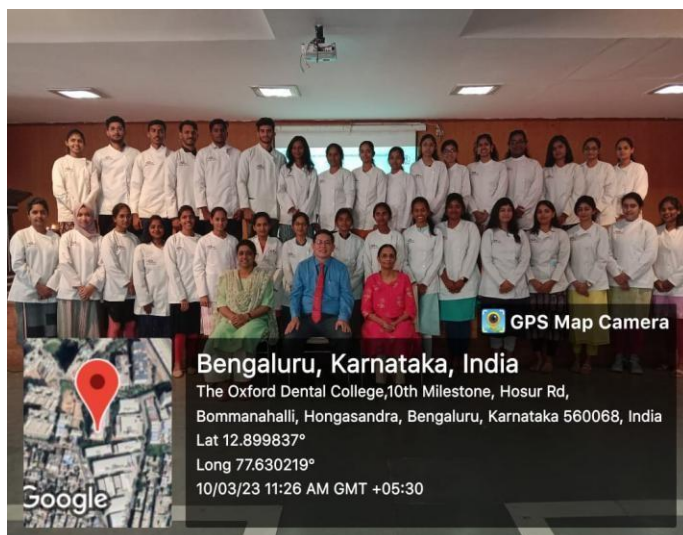 GPS Map Camera
Bengaluru, Karnataka, India
The Oxford Dental College,10th Milestone, Hosur Rd,
Bommanahalli, Hongasandra, Bengaluru, Karnataka 560068, India
Lat 12.899837°
Long 77.630219°
10/03/23 11:26 AM GMT +05:30
Google